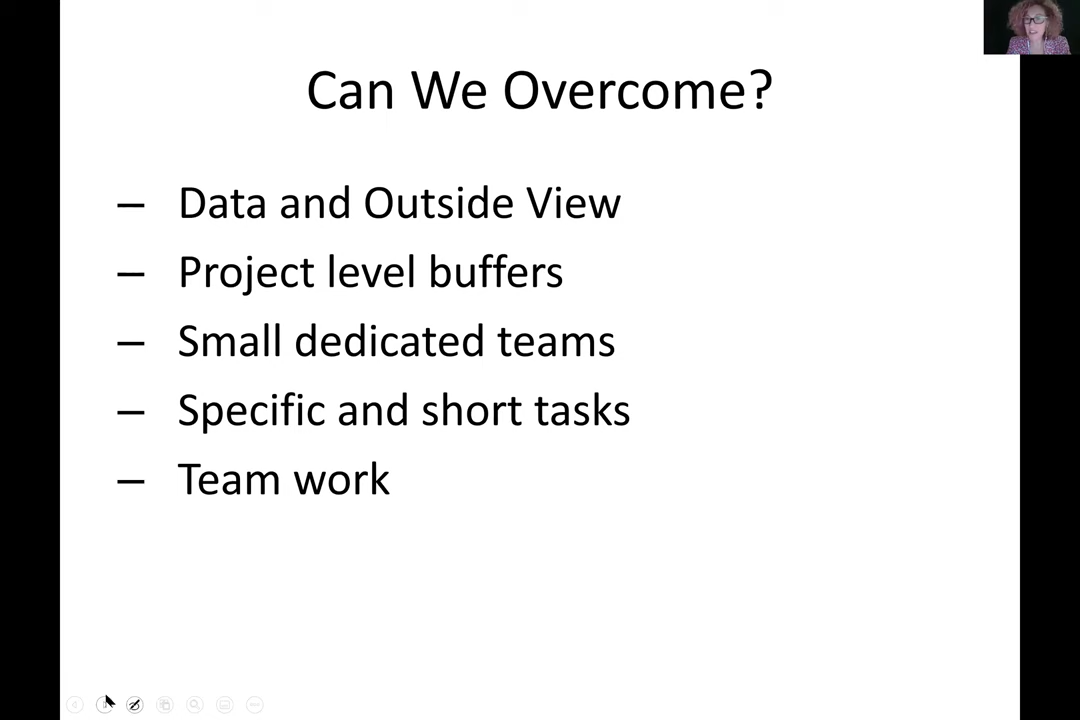 Can We Overcome?
– Data and Outside View
– Project level buffers
– Small dedicated teams
– Specific and short tasks
– Team work